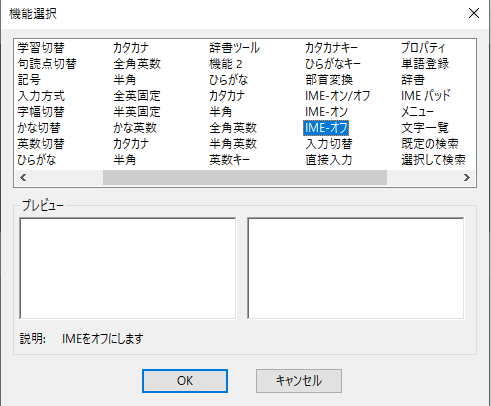 機能選択
学習切替 カタカナ 辞書ツール カタカナキー プロパティ
句読点切替 全角英数 機能 2 ひらがなキー 単語登録
記号 半角 ひらがな 部首変換 辞書
入力方式 全英固定 カタカナ IME-オン/オフ IME パッド
字幅切替 半英固定 半角 IME-オン メニュー
かな切替 かな英数 全角英数 IME-オフ 文字一覧
英数切替 カタカナ 半角英数 入力切替 既定の検索
ひらがな 半角 英数キー 直接入力 選択して検索
プレビュー
説明: IMEをオフにします
OK キャンセル